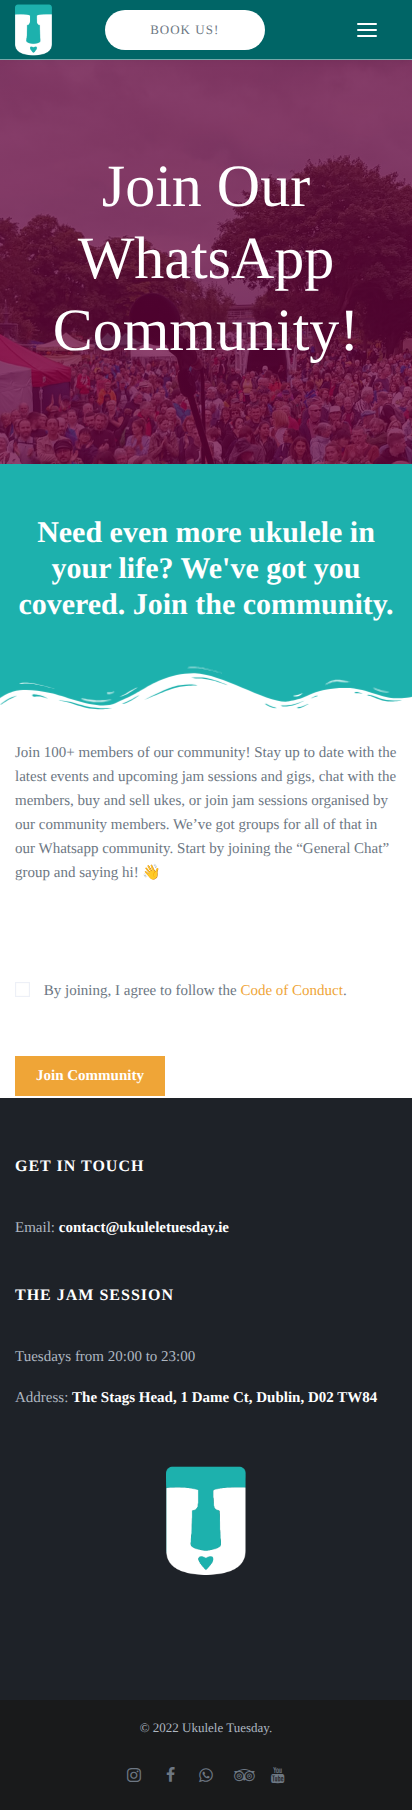 BOOK US!
Join Our
WhatsApp
Community!
Need even more ukulele in
your life? We've got you
covered. Join the community.
Join 100+ members of our community! Stay up to date with the
latest events and upcoming jam sessions and gigs, chat with the
members, buy and sell ukes, or join jam sessions organised by
our community members. We’ve got groups for all of that in
our Whatsapp community. Start by joining the “General Chat”
group and saying hi! 👋
By joining, I agree to follow the Code of Conduct.
Join Community
GET IN TOUCH
Email: contact@ukuleletuesday.ie
THE JAM SESSION
Tuesdays from 20:00 to 23:00
Address: The Stags Head, 1 Dame Ct, Dublin, D02 TW84
© 2022 Ukulele Tuesday.
You
Tube